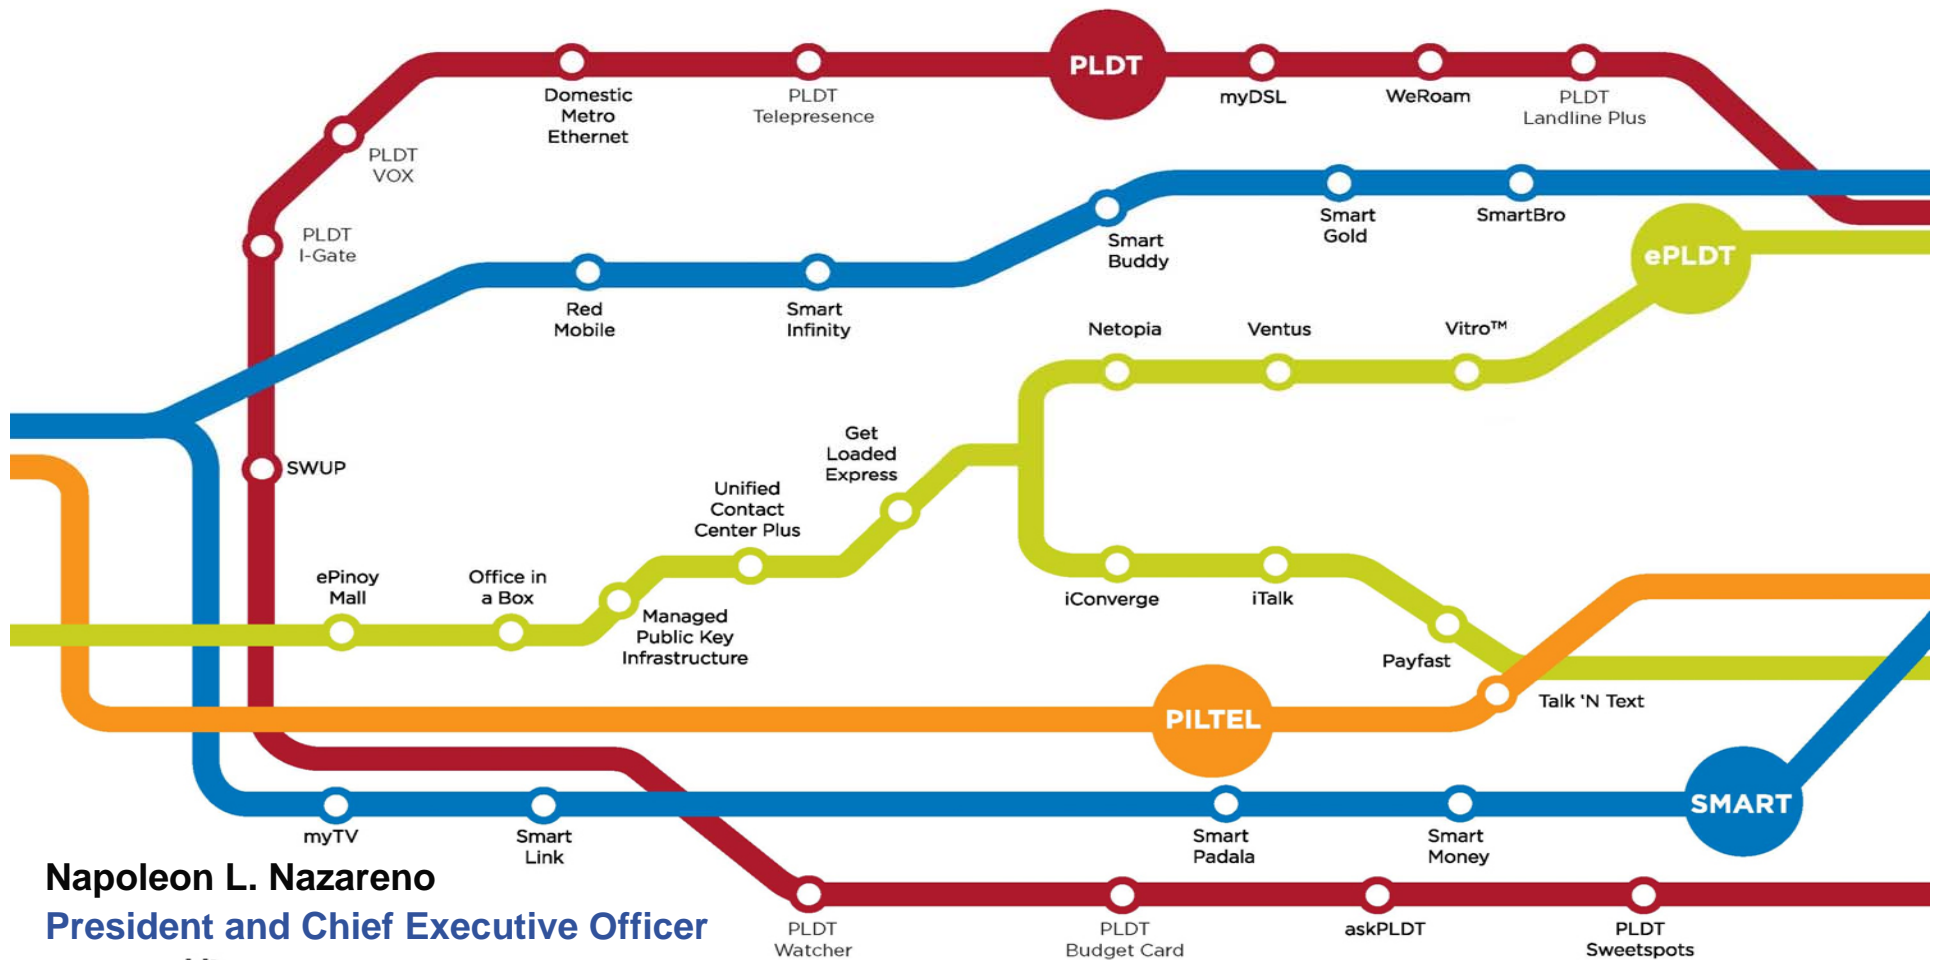 PLDT
Domestic
Metro
Ethernet
PLDT
Telepresence
myDSL
WeRoam
PLDT
Landline Plus
PLDT
VOX
PLDT
I-Gate
Smart
Buddy
Smart
Gold
SmartBro
ePLDT
Red
Mobile
Smart
Infinity
Netopia
Ventus
Vitro™
Get
Loaded
Express
SWUP
Unified
Contact
Center Plus
ePinoy
Mall
Office in
a Box
Managed
Public Key
Infrastructure
iConverge
iTalk
Payfast
Talk 'N Text
PILTEL
SMART
myTV
Smart
Link
Smart
Padala
Smart
Money
Napoleon L. Nazareno
President and Chief Executive Officer
PLDT
Watcher
PLDT
Budget Card
askPLDT
PLDT
Sweetspots